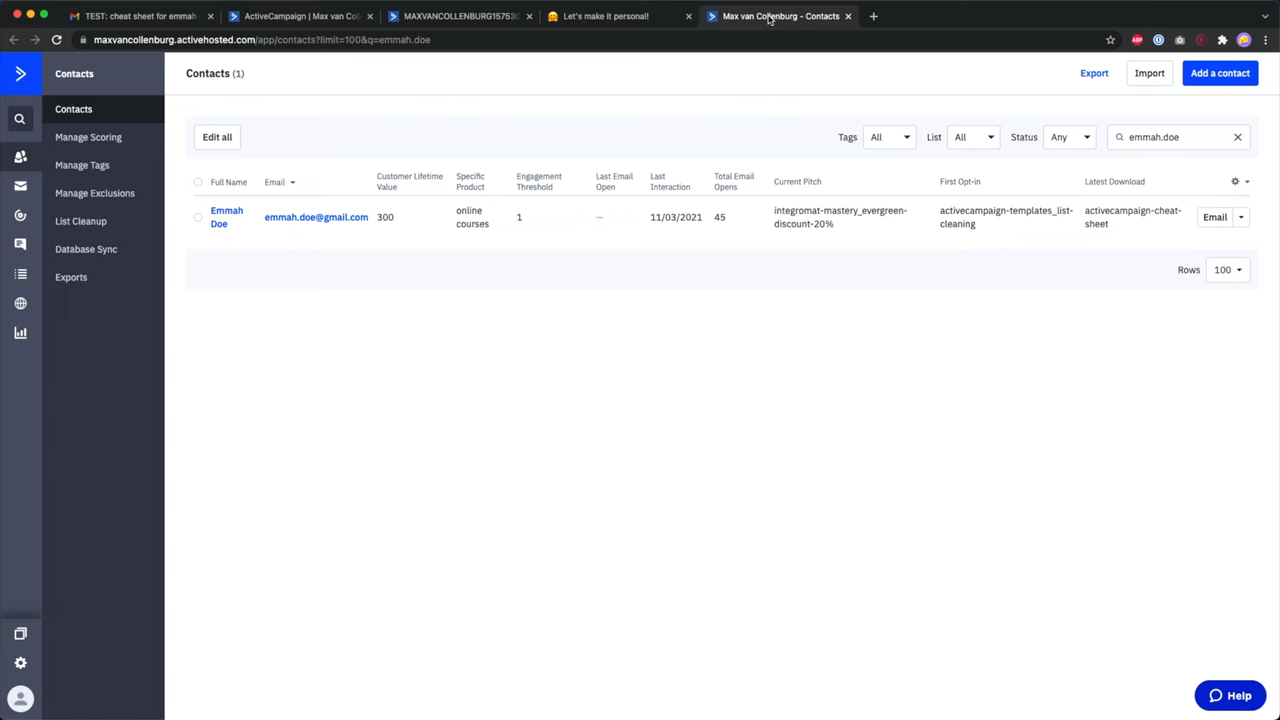 TEST: cheat sheet for emmah
ActiveCampaign | Max van Col
MAXVANCOLLENBURG157530
Let's make it personal!
Max van Collenburg - Contacts
maxvancollenburg.activehosted.com/app/contacts?limit=100&q=emmah.doe
ABP
Contacts
Contacts (1)
Export
Import
Add a contact
Contacts
Manage Scoring
Manage Tags
Manage Exclusions
List Cleanup
Database Sync
Exports
Edit all
Tags
All
List
All
Status
Any
emmah.doe
Full Name
Email
Customer Lifetime
Value
Specific
Product
Engagement
Threshold
Last Email
Open
Last
Interaction
Total Email
Opens
Current Pitch
First Opt-in
Latest Download
Emmah
Doe
emmah.doe@gmail.com
300
online
courses
1
—
11/03/2021
45
integromat-mastery_evergreen-
discount-20%
activecampaign-templates_list-
cleaning
activecampaign-cheat-
sheet
Email
Rows
100
Help